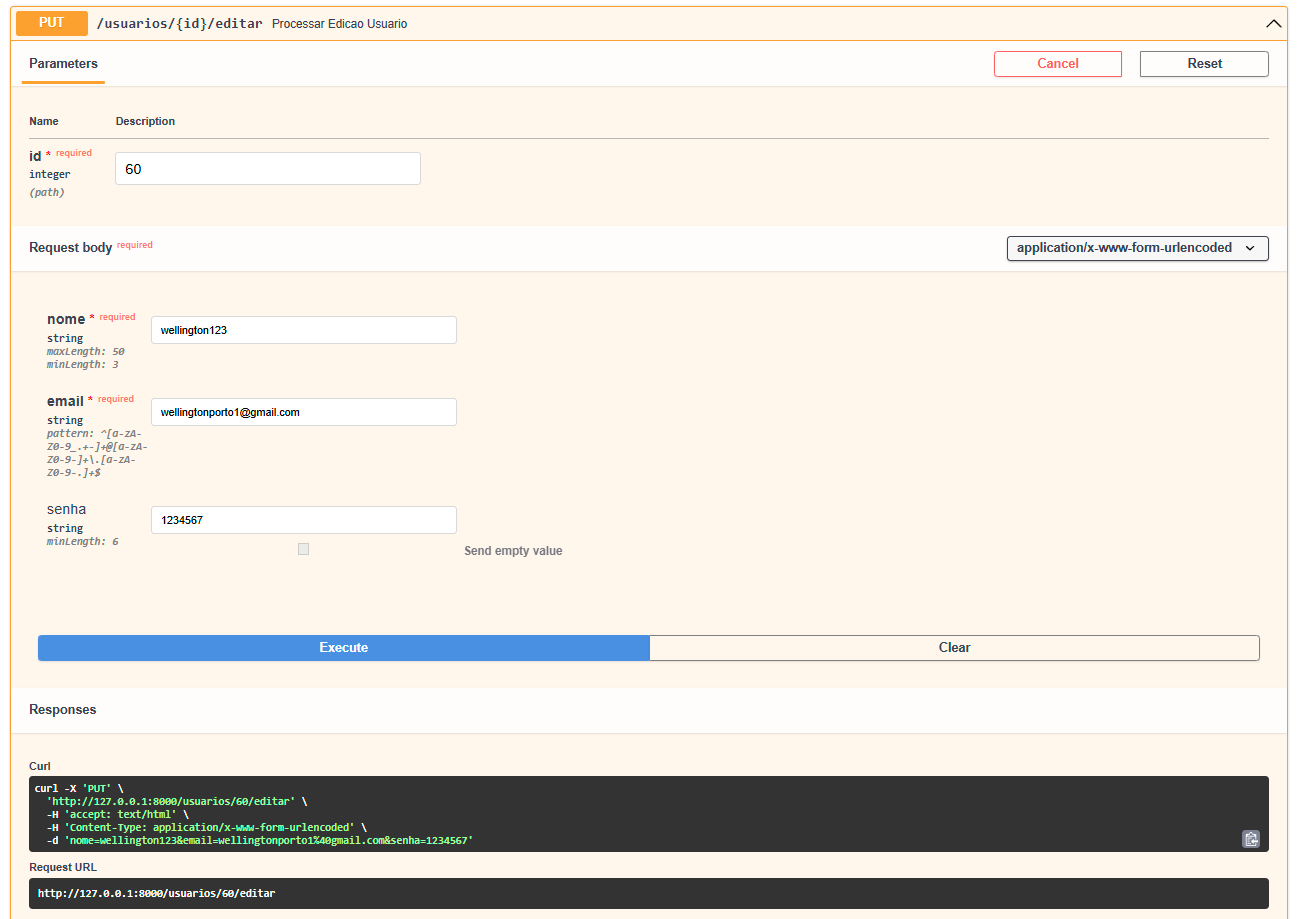 PUT /usuarios/{id}/editar Processar Edicao Usuario
Parameters Cancel Reset
Name Description
id * required 60
integer
(path)
Request body required application/x-www-form-urlencoded
nome * required wellington123
string
maxLength: 50
minLength: 3
email * required wellingtonporto1@gmail.com
string
pattern: ^[a-zA-
Z0-9_.+-]+@[a-zA-
Z0-9-]+\.[a-zA-
Z0-9-.]+$
senha 1234567
string
minLength: 6
Send empty value
Execute Clear
Responses
Curl
curl -X 'PUT' \
'http://127.0.0.1:8000/usuarios/60/editar' \
-H 'accept: text/html' \
-H 'Content-Type: application/x-www-form-urlencoded' \
-d 'nome=wellington123&email=wellingtonporto1%40gmail.com&senha=1234567'
Request URL
http://127.0.0.1:8000/usuarios/60/editar